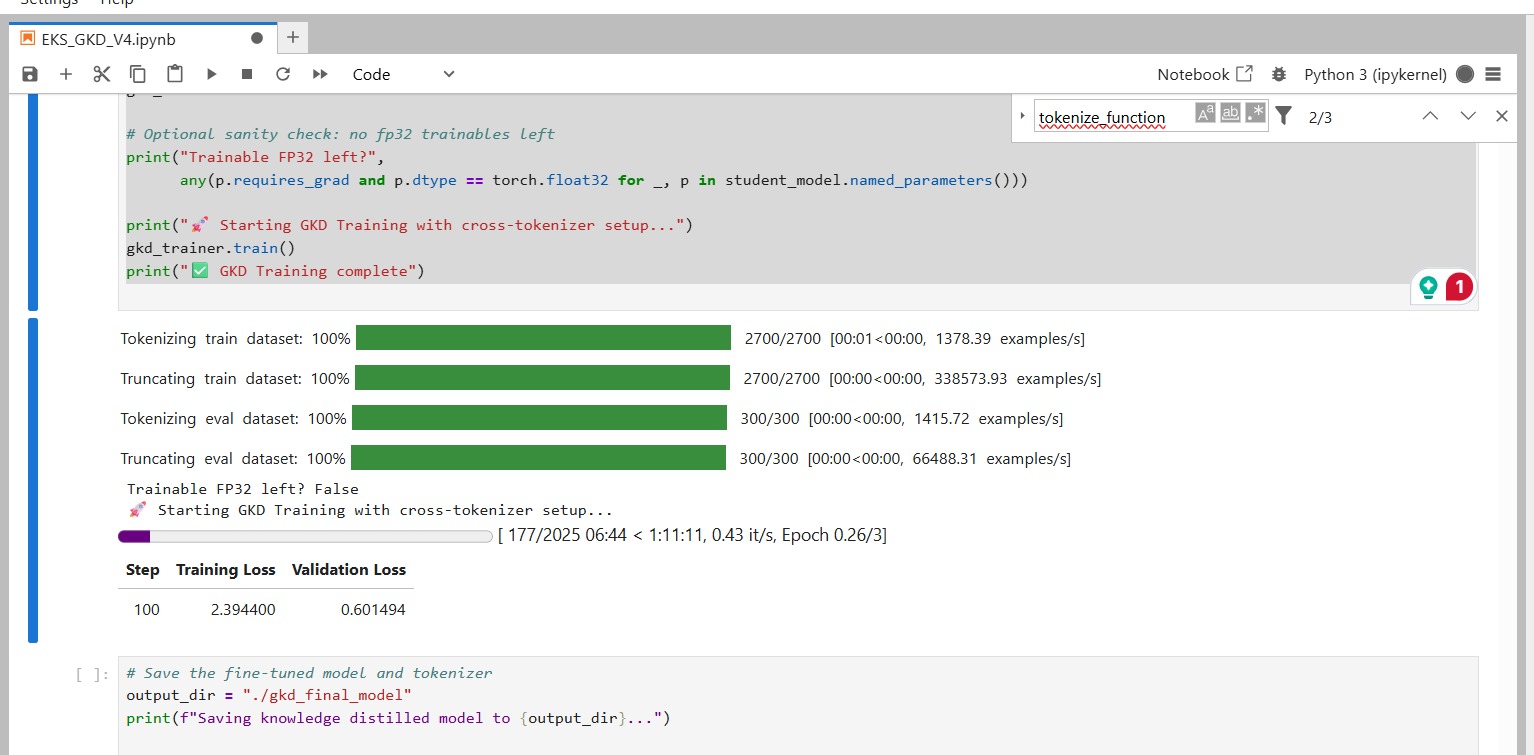 Settings Help
EKS_GKD_V4.ipynb
Code
Notebook
Python 3 (ipykernel)
tokenize_function
2/3
# Optional sanity check: no fp32 trainables left
print("Trainable FP32 left?",
any(p.requires_grad and p.dtype == torch.float32 for _, p in student_model.named_parameters()))
print("🚀 Starting GKD Training with cross-tokenizer setup...")
gkd_trainer.train()
print("✅ GKD Training complete")
1
Tokenizing train dataset: 100% 2700/2700 [00:01<00:00, 1378.39 examples/s]
Truncating train dataset: 100% 2700/2700 [00:00<00:00, 338573.93 examples/s]
Tokenizing eval dataset: 100% 300/300 [00:00<00:00, 1415.72 examples/s]
Truncating eval dataset: 100% 300/300 [00:00<00:00, 66488.31 examples/s]
Trainable FP32 left? False
🚀 Starting GKD Training with cross-tokenizer setup...
[ 177/2025 06:44 < 1:11:11, 0.43 it/s, Epoch 0.26/3]
Step Training Loss Validation Loss
100 2.394400 0.601494
[ ]: # Save the fine-tuned model and tokenizer
output_dir = "./gkd_final_model"
print(f"Saving knowledge distilled model to {output_dir}...")